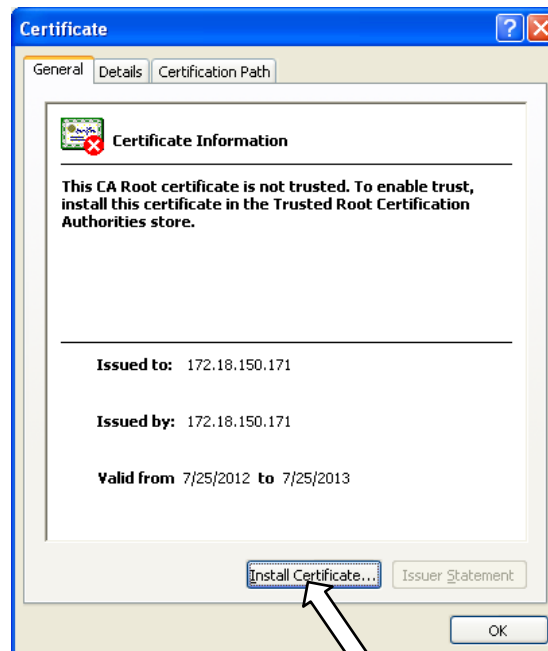 Certificate
General Details Certification Path
Certificate Information
This CA Root certificate is not trusted. To enable trust,
install this certificate in the Trusted Root Certification
Authorities store.
Issued to: 172.18.150.171
Issued by: 172.18.150.171
Valid from 7/25/2012 to 7/25/2013
Install Certificate... Issuer Statement
OK